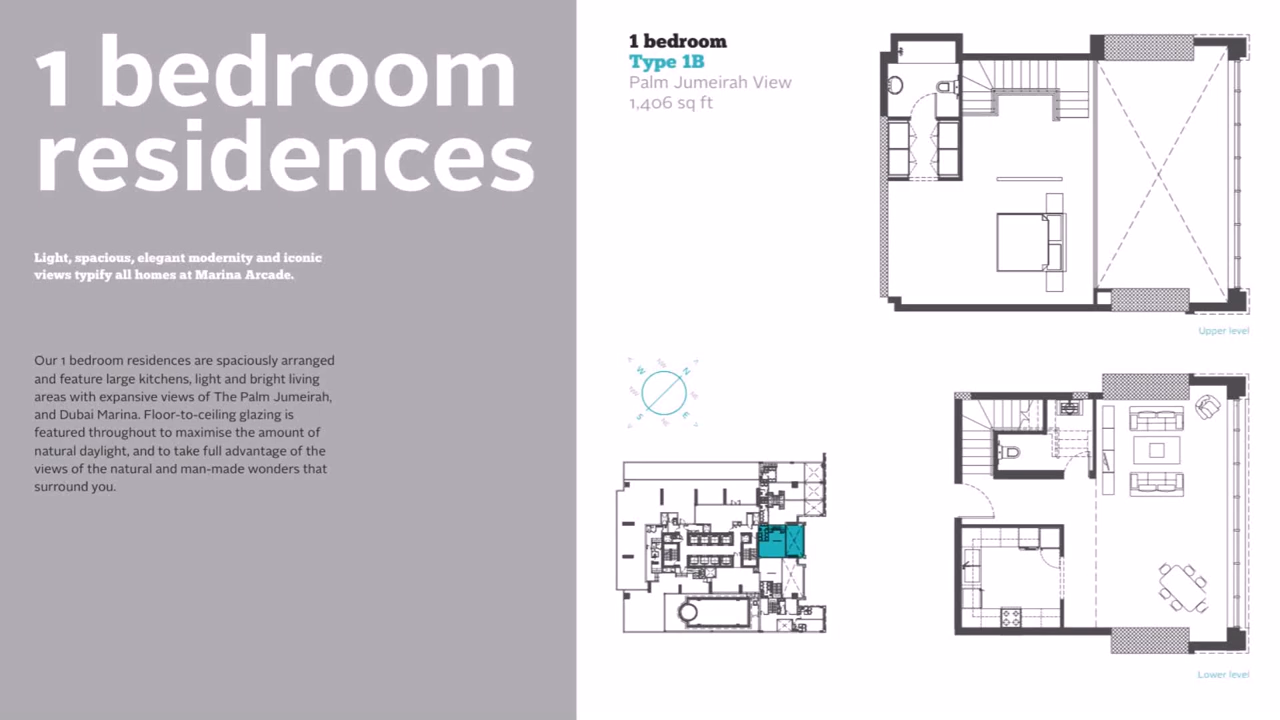 1 bedroom
residences
Light, spacious, elegant modernity and iconic
views typify all homes at Marina Arcade.
Our 1 bedroom residences are spaciously arranged
and feature large kitchens, light and bright living
areas with expansive views of The Palm Jumeirah,
and Dubai Marina. Floor-to-ceiling glazing is
featured throughout to maximise the amount of
natural daylight, and to take full advantage of the
views of the natural and man-made wonders that
surround you.
1 bedroom
Type 1B
Palm Jumeirah View
1,406 sq ft
Upper level
W
N
S
E
Lower level